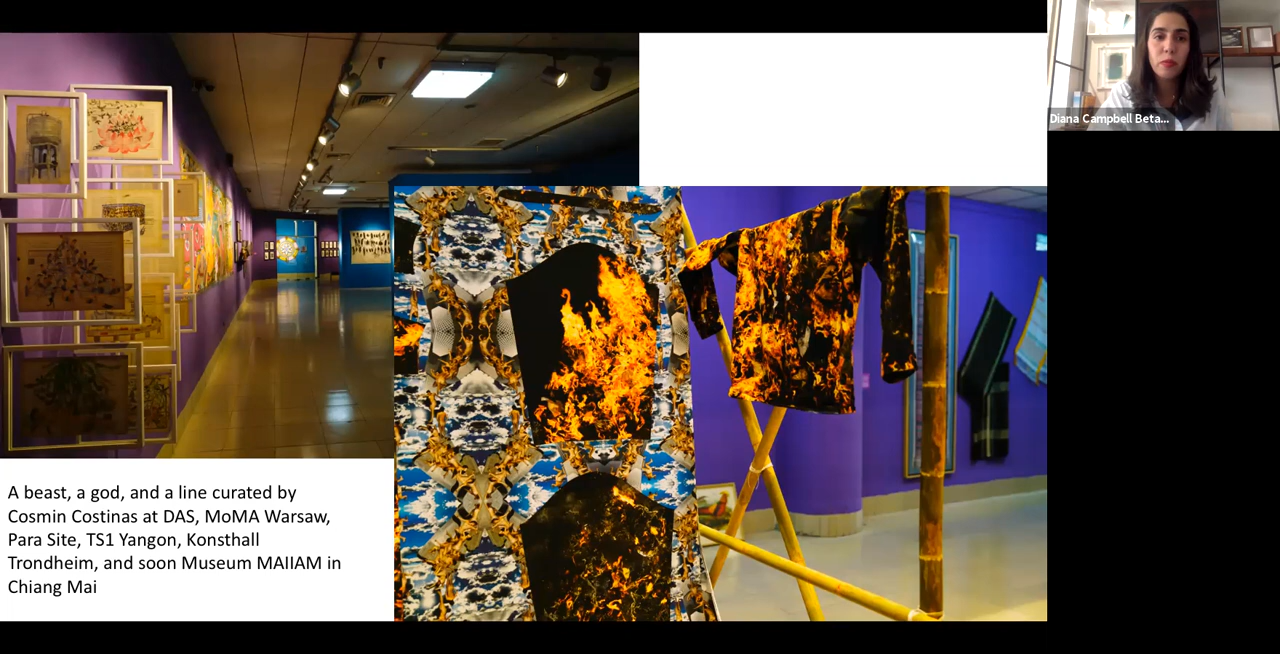 Diana Campbell Beta...
A beast, a god, and a line curated by
Cosmin Costinas at DAS, MoMA Warsaw,
Para Site, TS1 Yangon, Konsthall
Trondheim, and soon Museum MAIIAM in
Chiang Mai